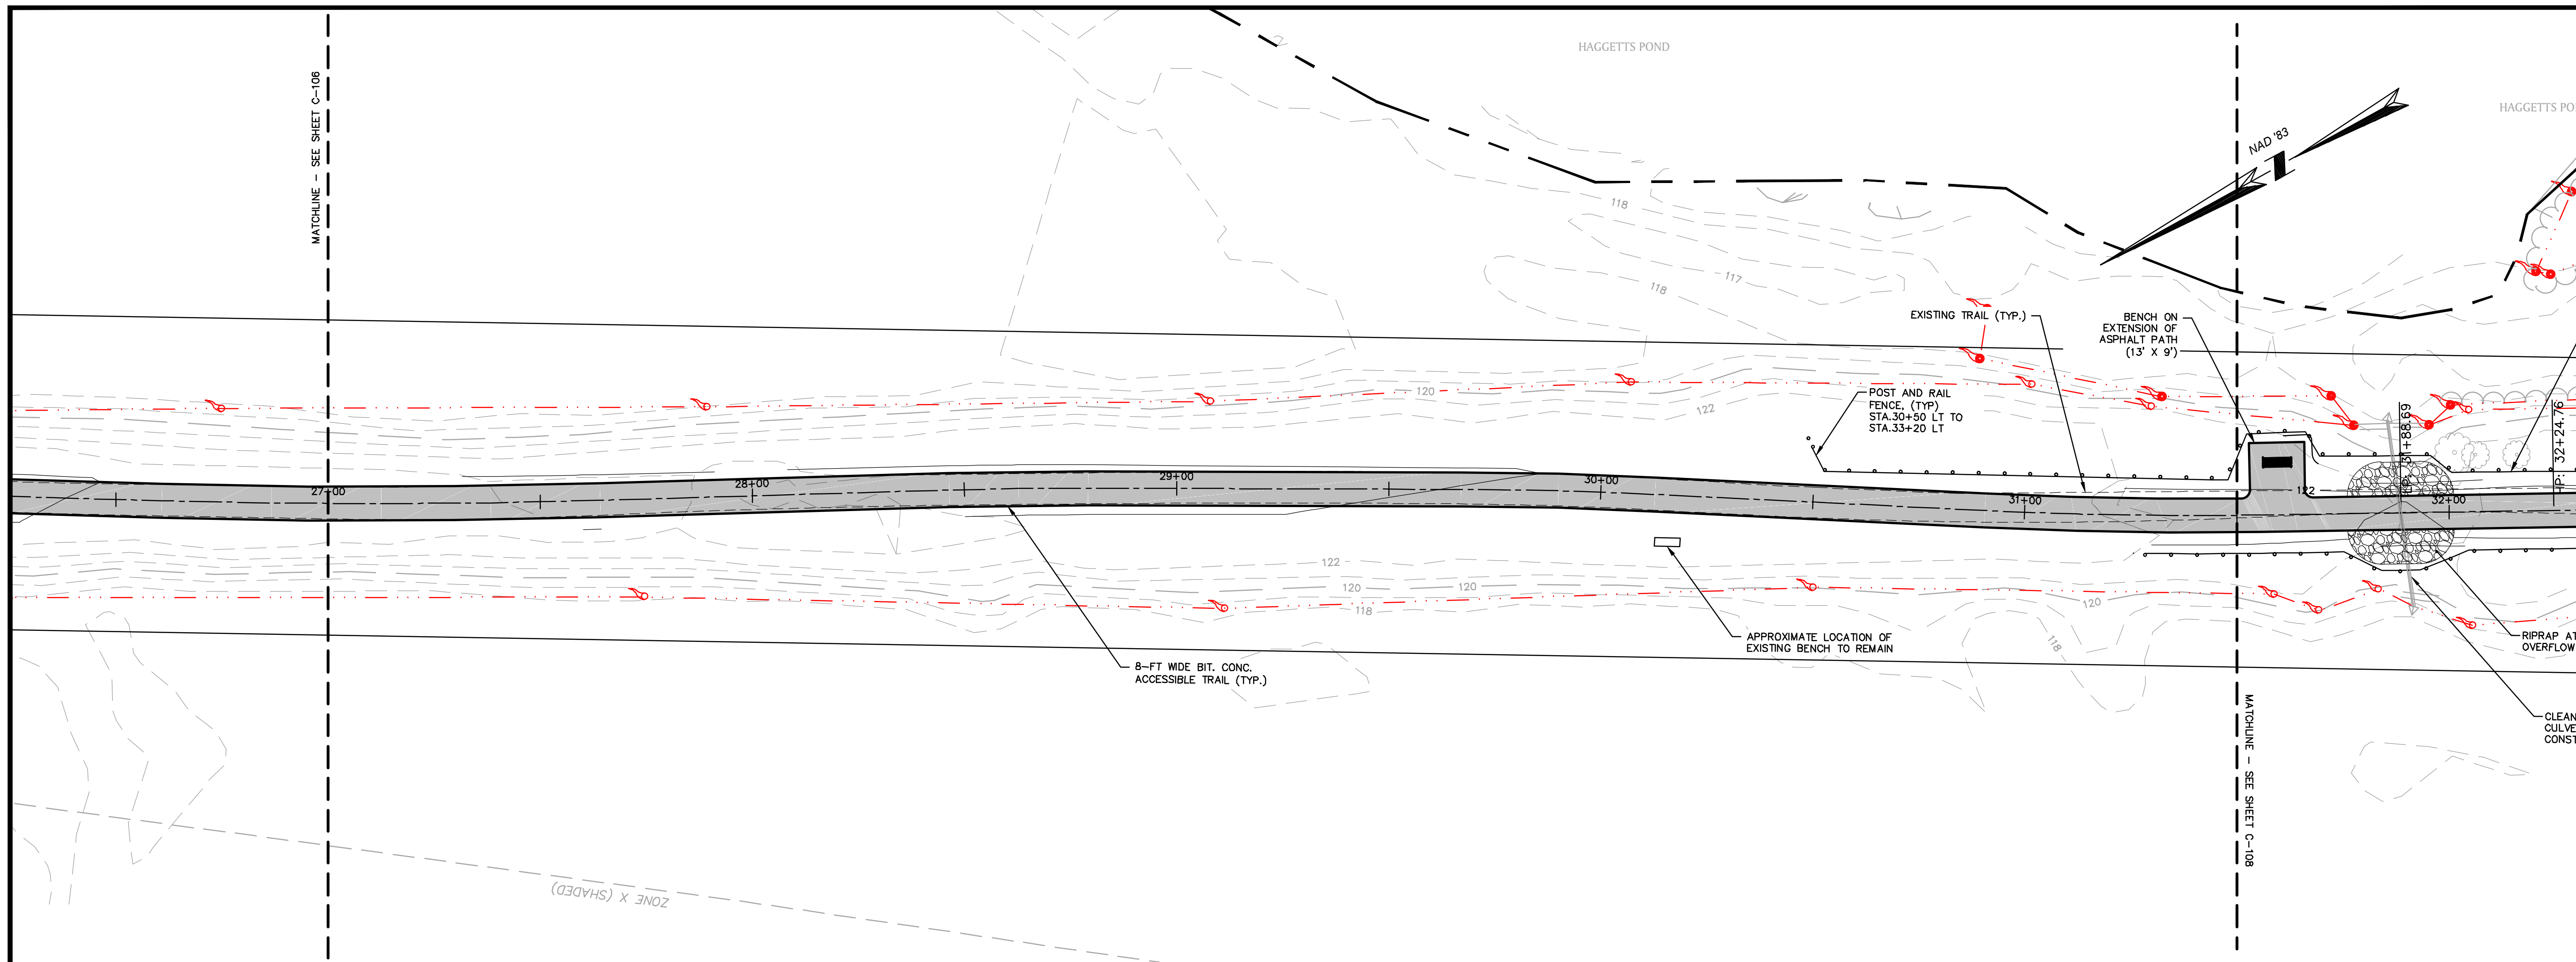 HAGGETTS POND
HAGGETTS PO
NAD '83
MATCHLINE - SEE SHEET C-106
118
117
118
EXISTING TRAIL (TYP.)
BENCH ON
EXTENSION OF
ASPHALT PATH
(13' X 9')
POST AND RAIL
FENCE, (TYP)
STA.30+50 LT TO
STA.33+20 LT
120
122
31+88.69
HP: 32+24.76
27+00
28+00
29+00
30+00
31+00
122
32+00
122
120
120
118
120
118
8-FT WIDE BIT. CONC.
ACCESSIBLE TRAIL (TYP.)
APPROXIMATE LOCATION OF
EXISTING BENCH TO REMAIN
RIPRAP AT
OVERFLOW
CLEAN
CULVE
CONST
MATCHLINE - SEE SHEET C-108
ZONE X (SHADED)